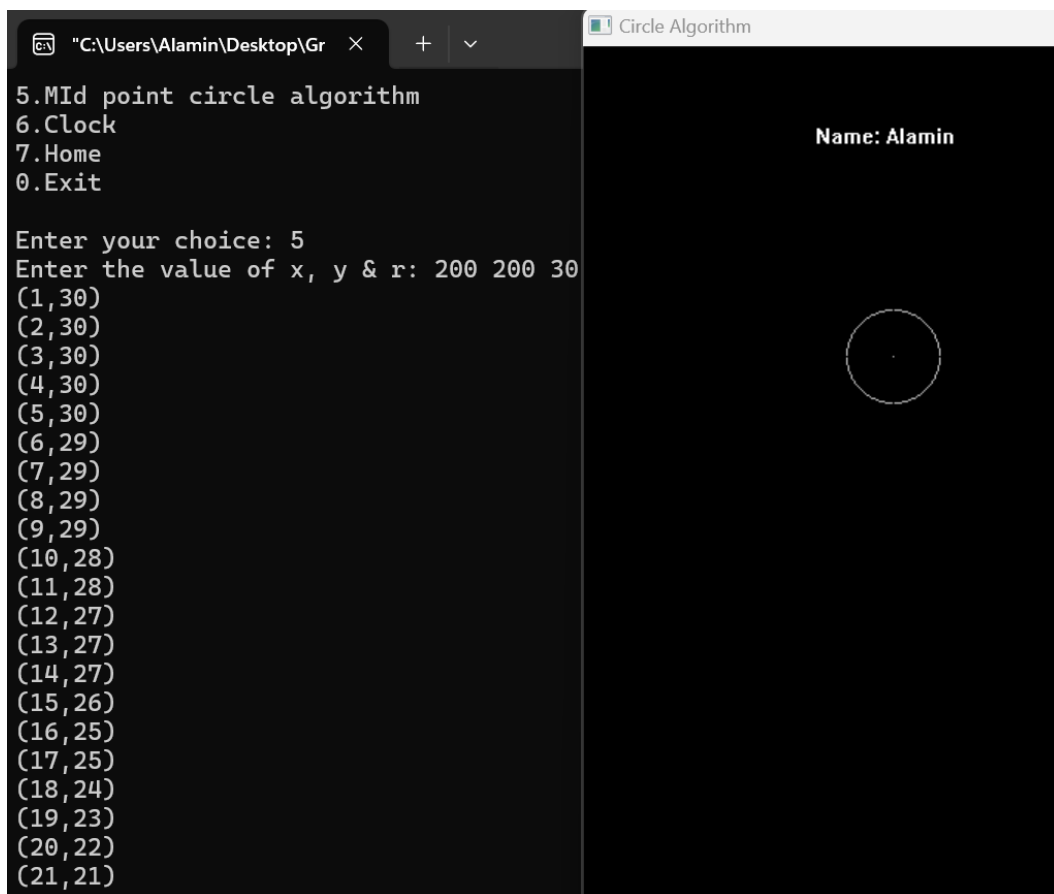 "C:\Users\Alamin\Desktop\Gr
Circle Algorithm
5.MId point circle algorithm
6.Clock
7.Home
0.Exit
Enter your choice: 5
Enter the value of x, y & r: 200 200 30
(1,30)
(2,30)
(3,30)
(4,30)
(5,30)
(6,29)
(7,29)
(8,29)
(9,29)
(10,28)
(11,28)
(12,27)
(13,27)
(14,27)
(15,26)
(16,25)
(17,25)
(18,24)
(19,23)
(20,22)
(21,21)
Name: Alamin